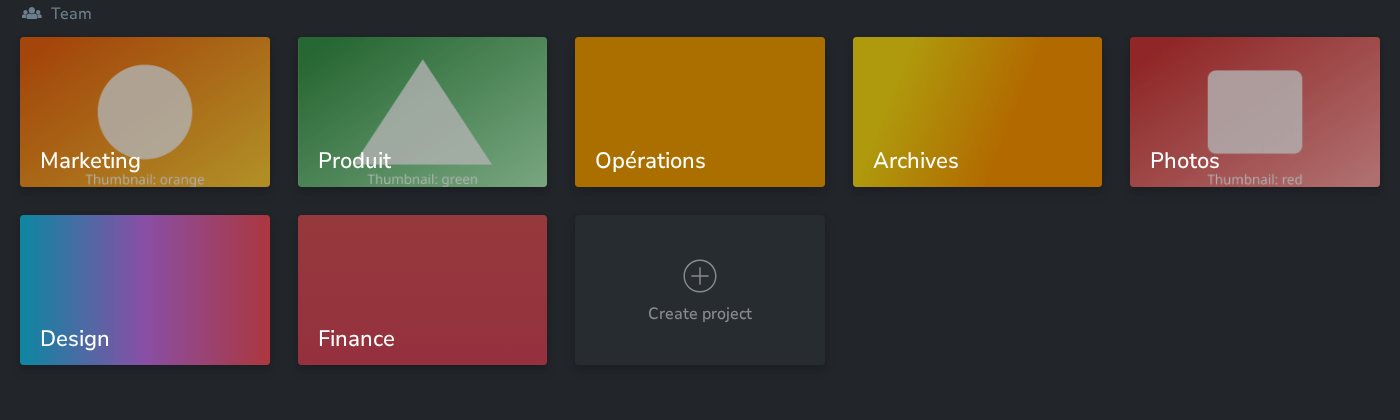 Team
Marketing
Thumbnail: orange
Produit
Thumbnail: green
Opérations
Archives
Photos
Thumbnail: red
Design
Finance
Create project